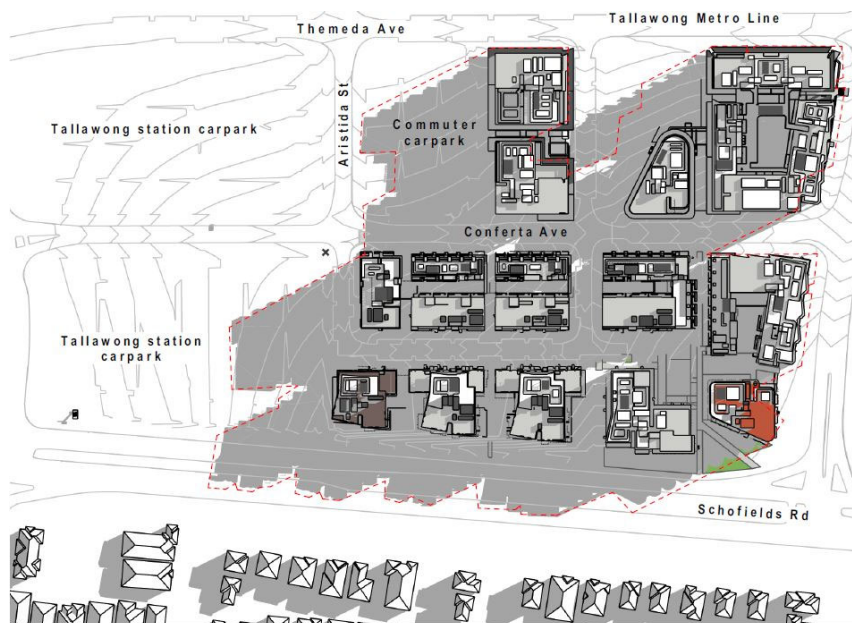 Themeda Ave
Tallawong Metro Line
Aristida St
Tallawong station carpark
Commuter
carpark
Conferta Ave
Tallawong station
carpark
Schofields Rd